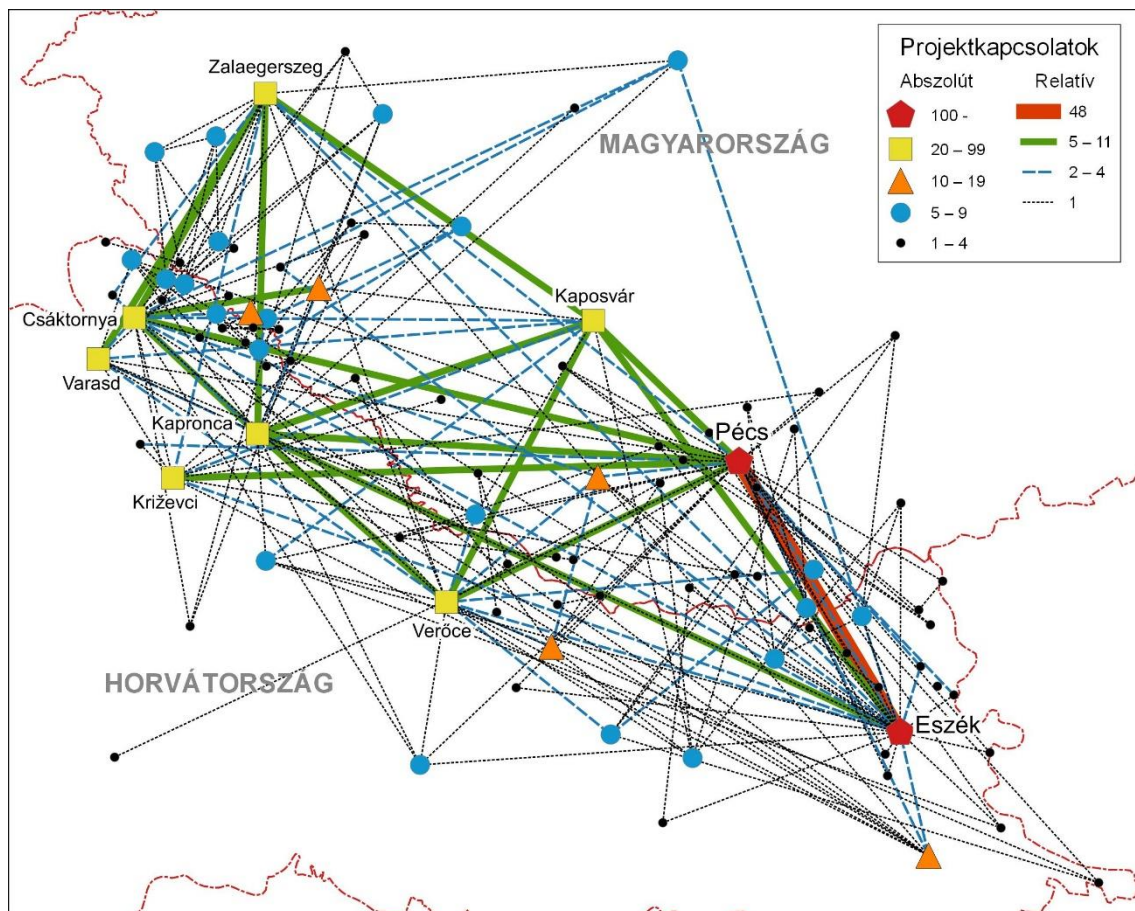 Projektkapcsolatok
Abszolút Relatív
100 - 48
20 – 99 5 – 11
10 – 19 2 – 4
5 – 9 1
1 – 4
Zalaegerszeg
MAGYARORSZÁG
Kaposvár
Csáktornya
Varasd
Kapronca
Pécs
Križevci
Verőce
HORVÁTORSZÁG
Eszék